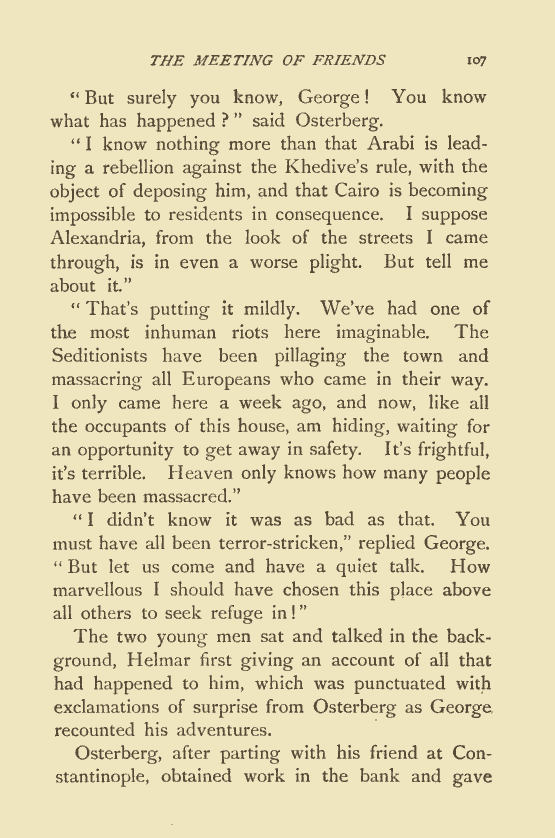 THE MEETING OF FRIENDS 107
“But surely you know, George! You know
what has happened?” said Osterberg.
“I know nothing more than that Arabi is lead-
ing a rebellion against the Khedive’s rule, with the
object of deposing him, and that Cairo is becoming
impossible to residents in consequence. I suppose
Alexandria, from the look of the streets I came
through, is in even a worse plight. But tell me
about it.”
“That’s putting it mildly. We’ve had one of
the most inhuman riots here imaginable. The
Seditionists have been pillaging the town and
massacring all Europeans who came in their way.
I only came here a week ago, and now, like all
the occupants of this house, am hiding, waiting for
an opportunity to get away in safety. It’s frightful,
it’s terrible. Heaven only knows how many people
have been massacred.”
“I didn’t know it was as bad as that. You
must have all been terror-stricken,” replied George.
“But let us come and have a quiet talk. How
marvellous I should have chosen this place above
all others to seek refuge in!”
The two young men sat and talked in the back-
ground, Helmar first giving an account of all that
had happened to him, which was punctuated with
exclamations of surprise from Osterberg as George
recounted his adventures.
Osterberg, after parting with his friend at Con-
stantinople, obtained work in the bank and gave